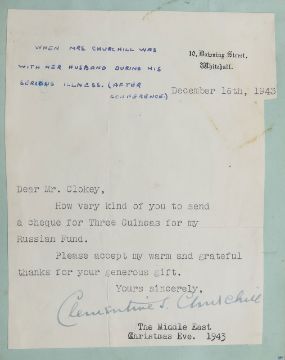 WHEN MRS CHURCHILL WAS
WITH HER HUSBAND DURING HIS
SERIOUS ILLNESS. (AFTER
CONFERENCE)
10, Downing Street,
Whitehall.
December 16th, 1943
Dear Mr. Clokey,
How very kind of you to send
a cheque for Three Guineas for my
Russian Fund.
Please accept my warm and grateful
thanks for your generous gift.
Yours sincerely,
Clementine S. Churchill
The Middle East
Christmas Eve. 1943